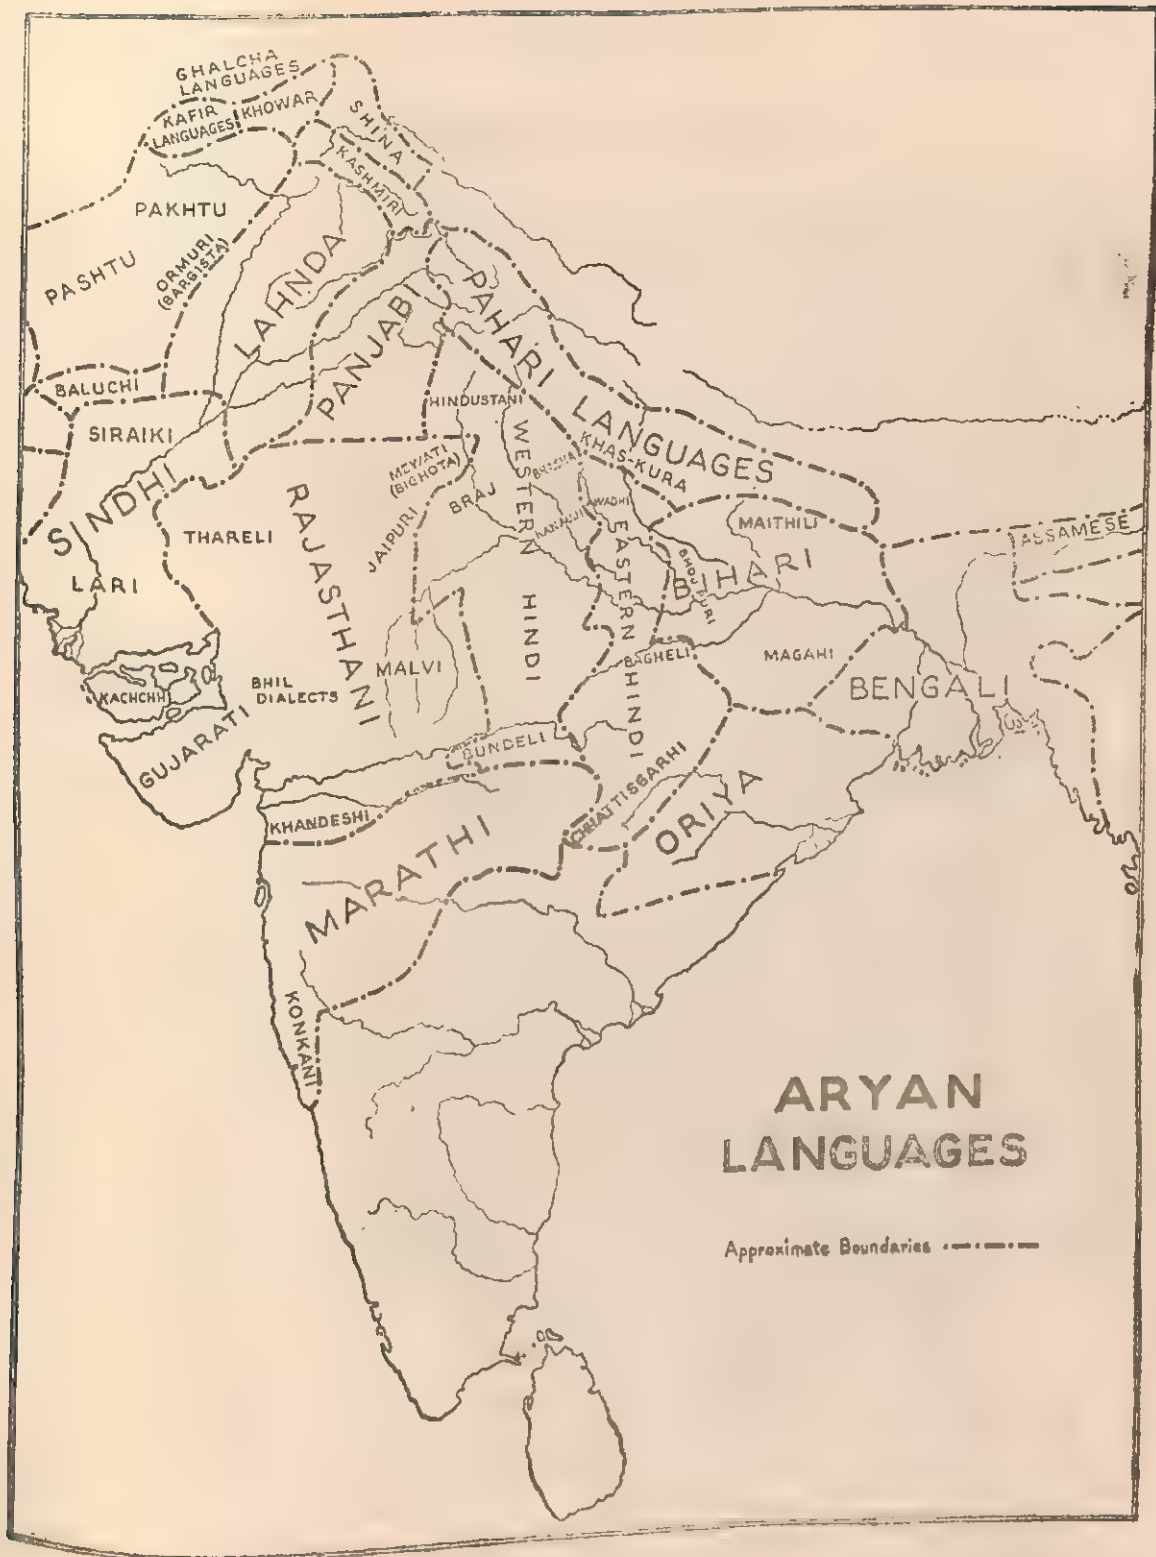 GHALCHA
LANGUAGES
KAFIR
LANGUAGES
KHOWAR
SHINA
KASHMIRI
PAKHTU
PASHTU
ORMURI
(BARGISTA)
LAHNDA
PANJABI
PAHARI LANGUAGES
BALUCHI
SIRAIKI
HINDUSTANI
KHAS-KURA
SINDHI
THARELI
LARI
RAJASTHANI
MEWATI
(BIGHOTA)
JAIPURI
BRAJ
WESTERN HINDI
AWADHI
EASTERN HINDI
MAITHILI
BIHARI
BHOJPURI
ASSAMESE
MALVI
BAGHELI
MAGAHI
BENGALI
KACHCHHI
BHIL
DIALECTS
GUJARATI
BUNDELI
KHANDESHI
MARATHI
CHHATTISGARHI
ORIYA
KONKANI
ARYAN
LANGUAGES
Approximate Boundaries